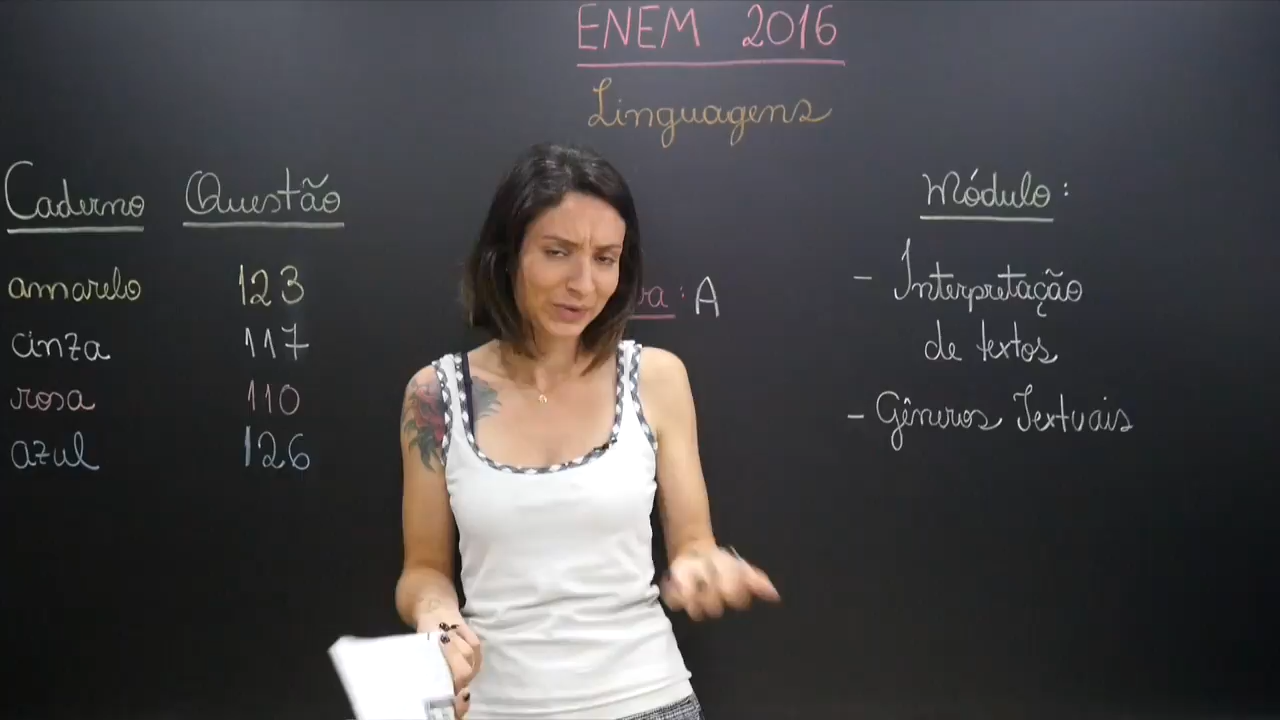 ENEM 2016
Linguagens
Caderno Questão
amarelo 123
cinza 117
rosa 110
azul 126
: A
Módulo:
- Interpretação
de textos
- Gêneros Textuais